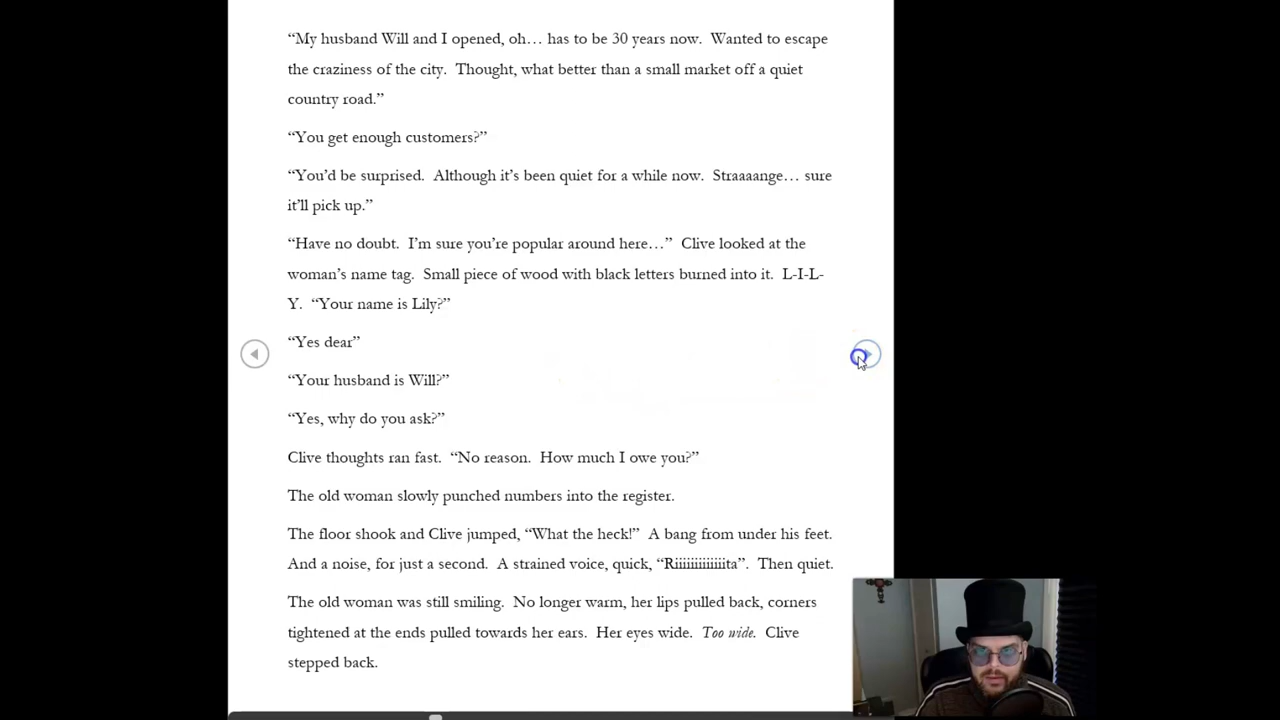 “My husband Will and I opened, oh… has to be 30 years now.  Wanted to escape
the craziness of the city.  Thought, what better than a small market off a quiet
country road.”
“You get enough customers?”
“You’d be surprised.  Although it’s been quiet for a while now.  Straaaange… sure
it’ll pick up.”
“Have no doubt.  I’m sure you’re popular around here…”  Clive looked at the
woman’s name tag.  Small piece of wood with black letters burned into it.  L-I-L-
Y.  “Your name is Lily?”
“Yes dear”
“Your husband is Will?”
“Yes, why do you ask?”
Clive thoughts ran fast.  “No reason.  How much I owe you?”
The old woman slowly punched numbers into the register.
The floor shook and Clive jumped, “What the heck!”  A bang from under his feet.
And a noise, for just a second.  A strained voice, quick, “Riiiiiiiiiiiiita”.  Then quiet.
The old woman was still smiling.  No longer warm, her lips pulled back, corners
tightened at the ends pulled towards her ears.  Her eyes wide.  Too wide.  Clive
stepped back.